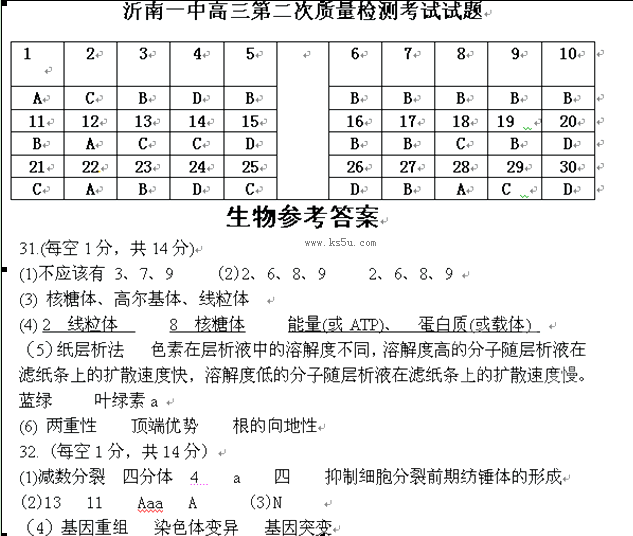 沂南一中高三第二次质量检测考试试题
1 2 3 4 5 6 7 8 9 10
A C B D B B B B B B
11 12 13 14 15 16 17 18 19 20
B A C C D B B C B D
21 22 23 24 25 26 27 28 29 30
C A B D C D B A C D
生物参考答案
www.ks5u.com
31.(每空1分，共14分)
(1)不应该有 3、7、9 (2)2、6、8、9 2、6、8、9
(3) 核糖体、高尔基体、线粒体
(4) 2 线粒体 8 核糖体 能量(或 ATP)、 蛋白质(或载体)
（5）纸层析法 色素在层析液中的溶解度不同，溶解度高的分子随层析液在
滤纸条上的扩散速度快，溶解度低的分子随层析液在滤纸条上的扩散速度慢。
蓝绿 叶绿素 a
(6) 两重性 顶端优势 根的向地性
32.（每空1分，共14分）
(1)减数分裂 四分体 4 a 四 抑制细胞分裂前期纺锤体的形成
(2)13 11 Aaa A (3)N
（4）基因重组 染色体变异 基因突变